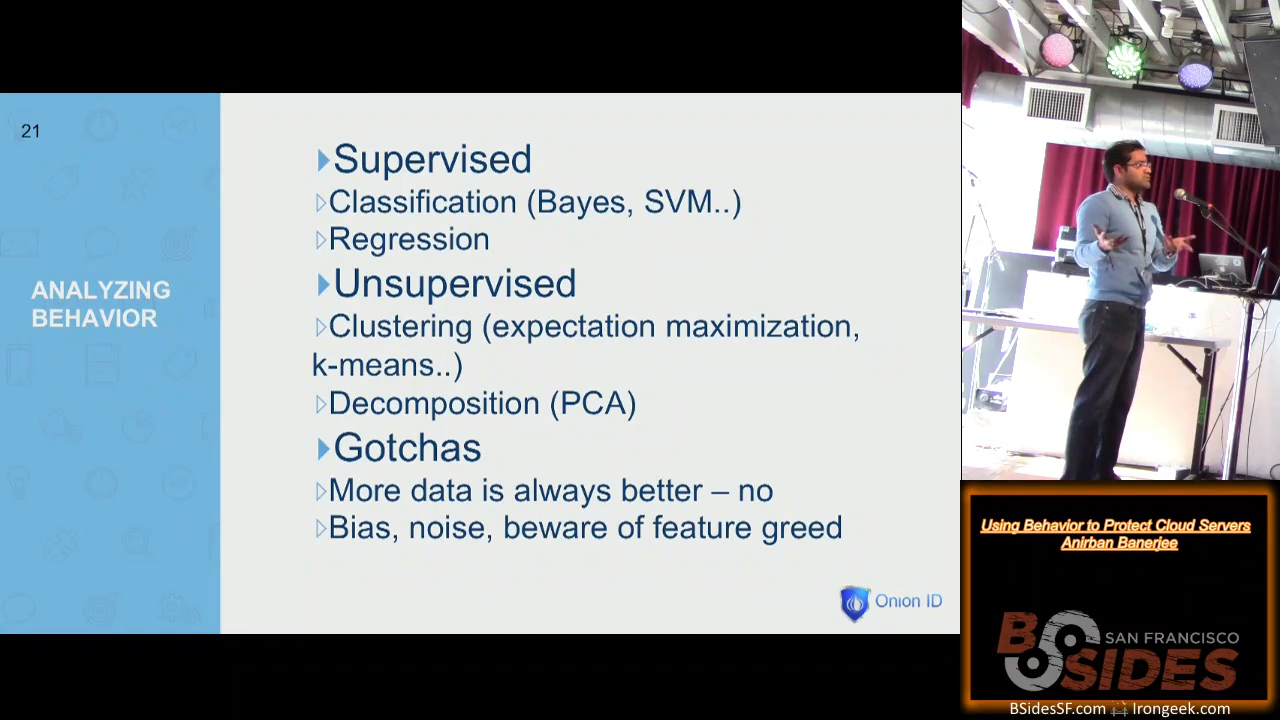 21
ANALYZING
BEHAVIOR
Supervised
Classification (Bayes, SVM..)
Regression
Unsupervised
Clustering (expectation maximization,
k-means..)
Decomposition (PCA)
Gotchas
More data is always better – no
Bias, noise, beware of feature greed
Onion ID
Using Behavior to Protect Cloud Servers
Anirban Banerjee
BSIDES
SAN FRANCISCO
BSidesSF.com Irongeek.com